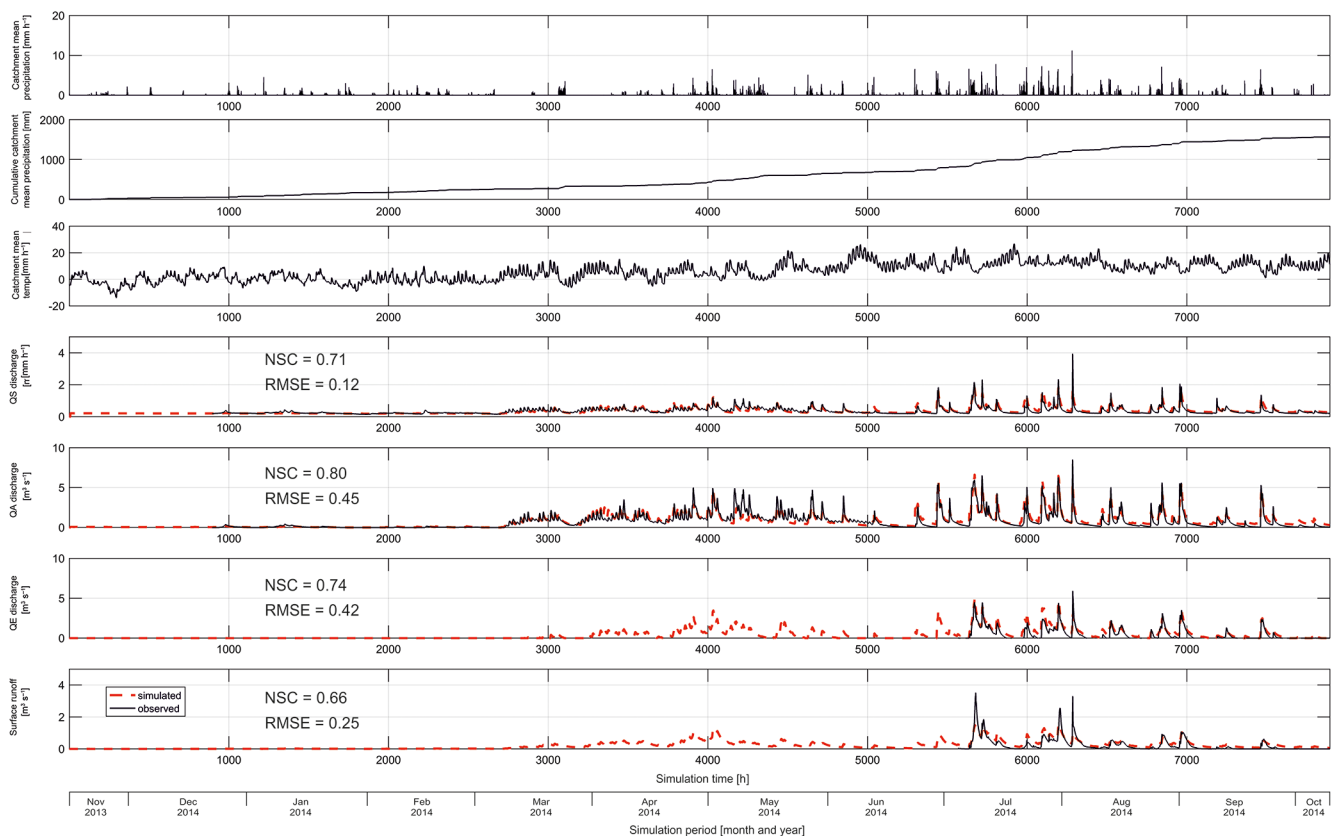 Catchment mean
precipitation [mm h⁻¹]
20
10
0
1000 2000 3000 4000 5000 6000 7000
Cumulative catchment
mean precipitation [mm]
2000
1000
0
1000 2000 3000 4000 5000 6000 7000
Catchment mean
40
20
0
-20
1000 2000 3000 4000 5000 6000 7000
QS discharge
4
2
0
NSC = 0.71
RMSE = 0.12
1000 2000 3000 4000 5000 6000 7000
QA discharge
[m³ s⁻¹]
10
5
0
NSC = 0.80
RMSE = 0.45
1000 2000 3000 4000 5000 6000 7000
QE discharge
[m³ s⁻¹]
10
5
0
NSC = 0.74
RMSE = 0.42
1000 2000 3000 4000 5000 6000 7000
Surface runoff
[m³ s⁻¹]
4
2
0
simulated
observed
NSC = 0.66
RMSE = 0.25
1000 2000 3000 4000 5000 6000 7000
Simulation time [h]
Nov Dec Jan Feb Mar Apr May Jun Jul Aug Sep Oct
2013 2014 2014 2014 2014 2014 2014 2014 2014 2014 2014 2014
Simulation period [month and year]